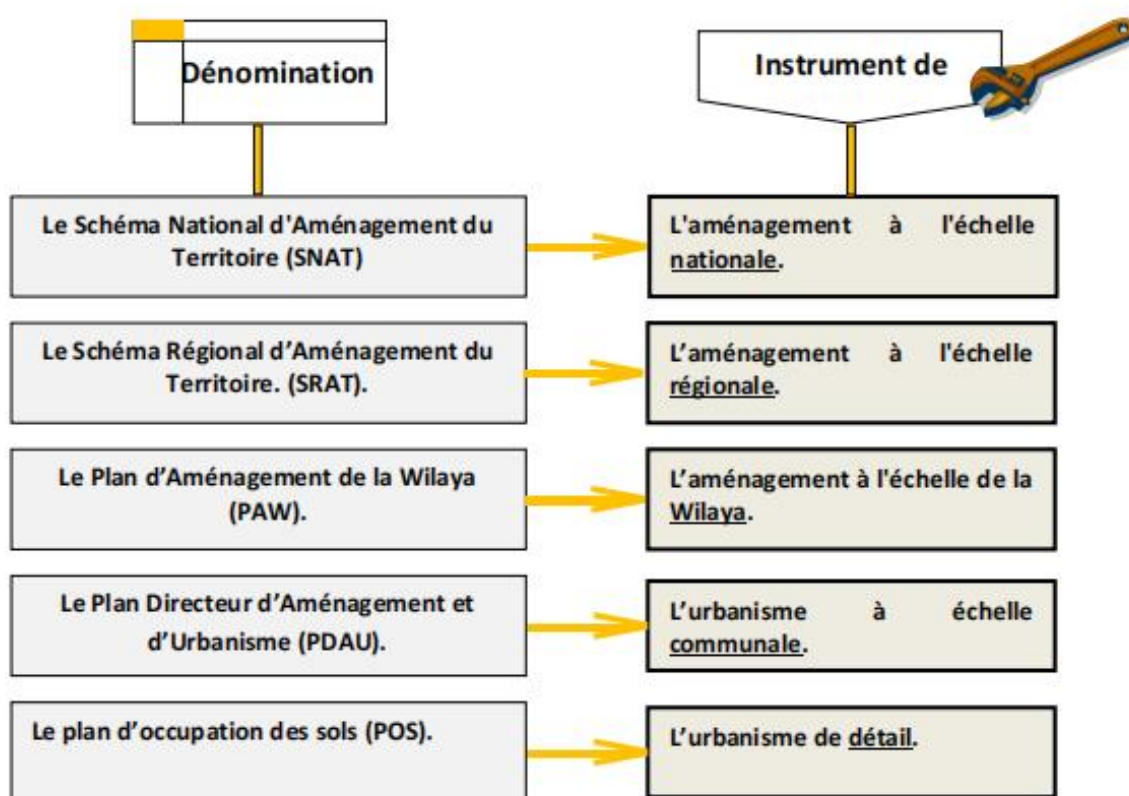 Dénomination
Instrument de
Le Schéma National d'Aménagement du
Territoire (SNAT)
L'aménagement à l'échelle
nationale.
Le Schéma Régional d’Aménagement du
Territoire. (SRAT).
L’aménagement à l'échelle
régionale.
Le Plan d’Aménagement de la Wilaya
(PAW).
L’aménagement à l'échelle de la
Wilaya.
Le Plan Directeur d’Aménagement et
d’Urbanisme (PDAU).
L’urbanisme à échelle
communale.
Le plan d’occupation des sols (POS).
L’urbanisme de détail.